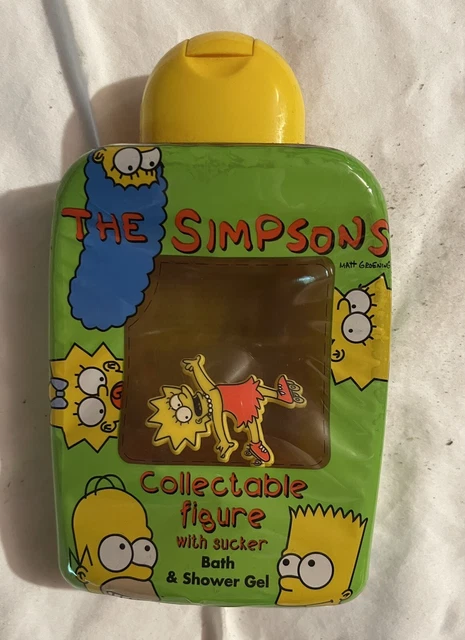 THE SIMPSONS
MATT GROENING
Collectable
figure
with sucker
Bath
& Shower Gel